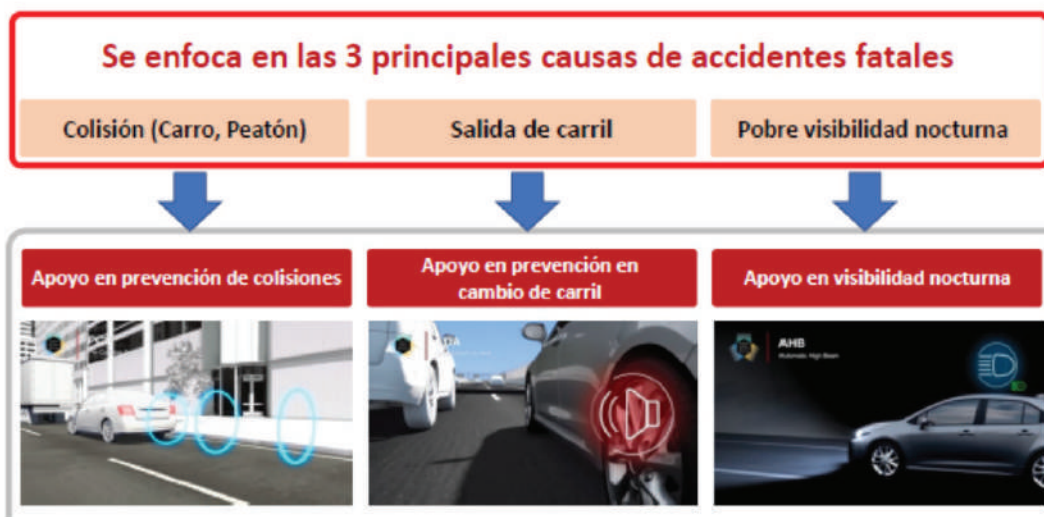 Se enfoca en las 3 principales causas de accidentes fatales
Colisión (Carro, Peatón)
Salida de carril
Pobre visibilidad nocturna
Apoyo en prevención de colisiones
Apoyo en prevención en
cambio de carril
Apoyo en visibilidad nocturna
AHB
Automatic High Beam